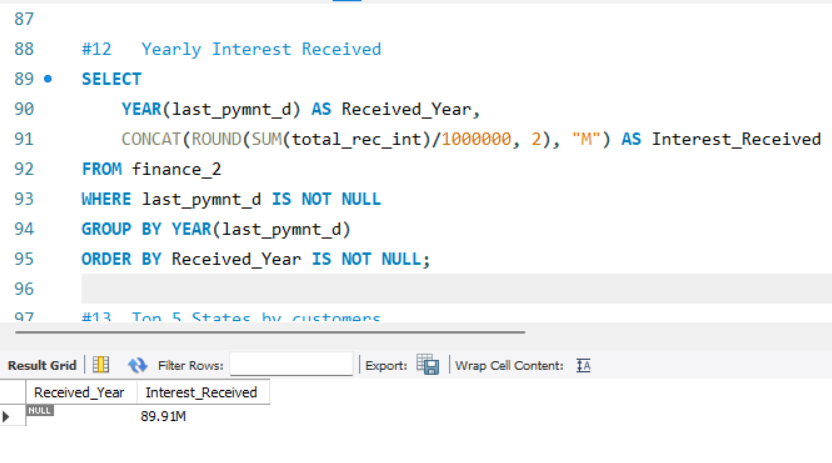 87
88 #12 Yearly Interest Received
89 SELECT
90 YEAR(last_pymnt_d) AS Received_Year,
91 CONCAT(ROUND(SUM(total_rec_int)/1000000, 2), "M") AS Interest_Received
92 FROM finance_2
93 WHERE last_pymnt_d IS NOT NULL
94 GROUP BY YEAR(last_pymnt_d)
95 ORDER BY Received_Year IS NOT NULL;
96
97 #13 Top 5 States by customers
Result Grid Filter Rows: Export: Wrap Cell Content: IA
Received_Year Interest_Received
NULL 89.91M